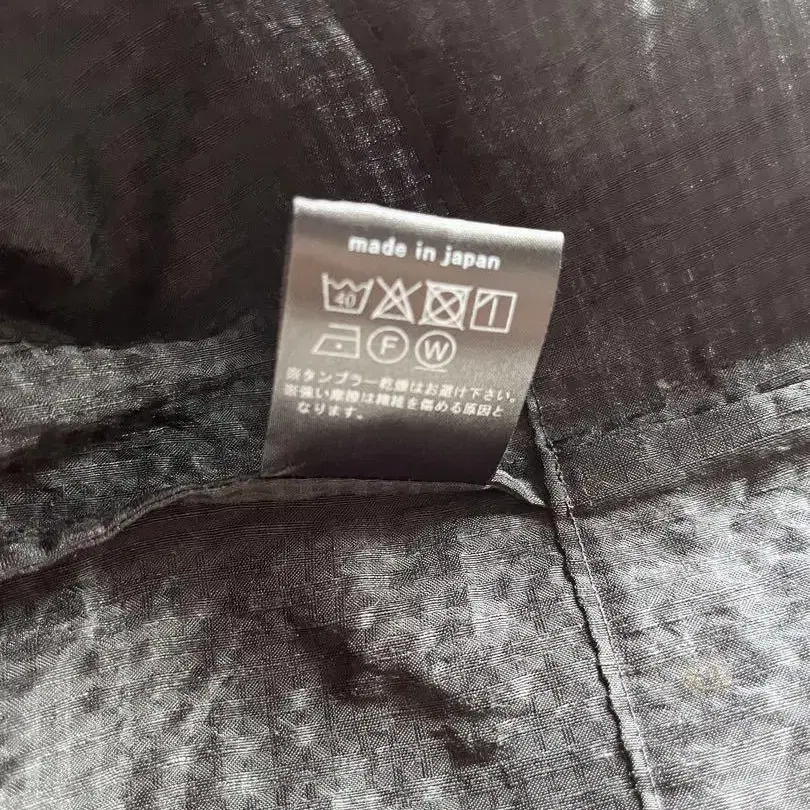 made in japan
40
F W
※タンブラー乾燥はお避け下さい。
※強い摩擦は繊維を傷める原因と
なります。